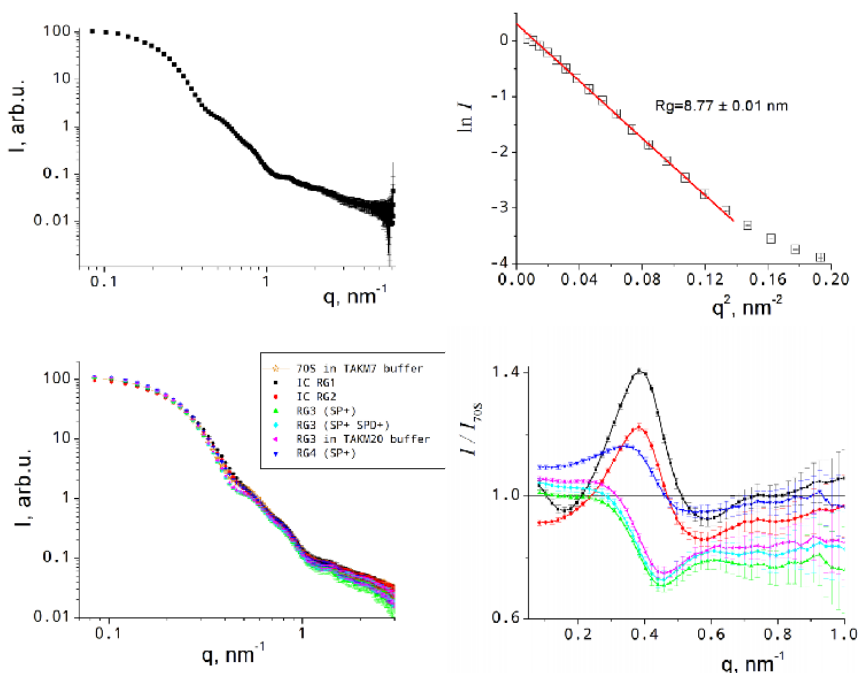 I, arb.u.
100
10
1
0.1
0.01
0.1
1
q, nm-1
ln I
0
-1
-2
-3
-4
Rg=8.77 ± 0.01 nm
0.00 0.04 0.08 0.12 0.16 0.20
q2, nm-2
I, arb.u.
100
10
1
0.1
0.01
70S in TAKM7 buffer
IC RG1
IC RG2
RG3 (SP+)
RG3 (SP+ SPD+)
RG3 in TAKM20 buffer
RG4 (SP+)
0.1
1
q, nm-1
I / I70S
1.4
1.0
0.6
0.2 0.4 0.6 0.8 1.0
q, nm-1